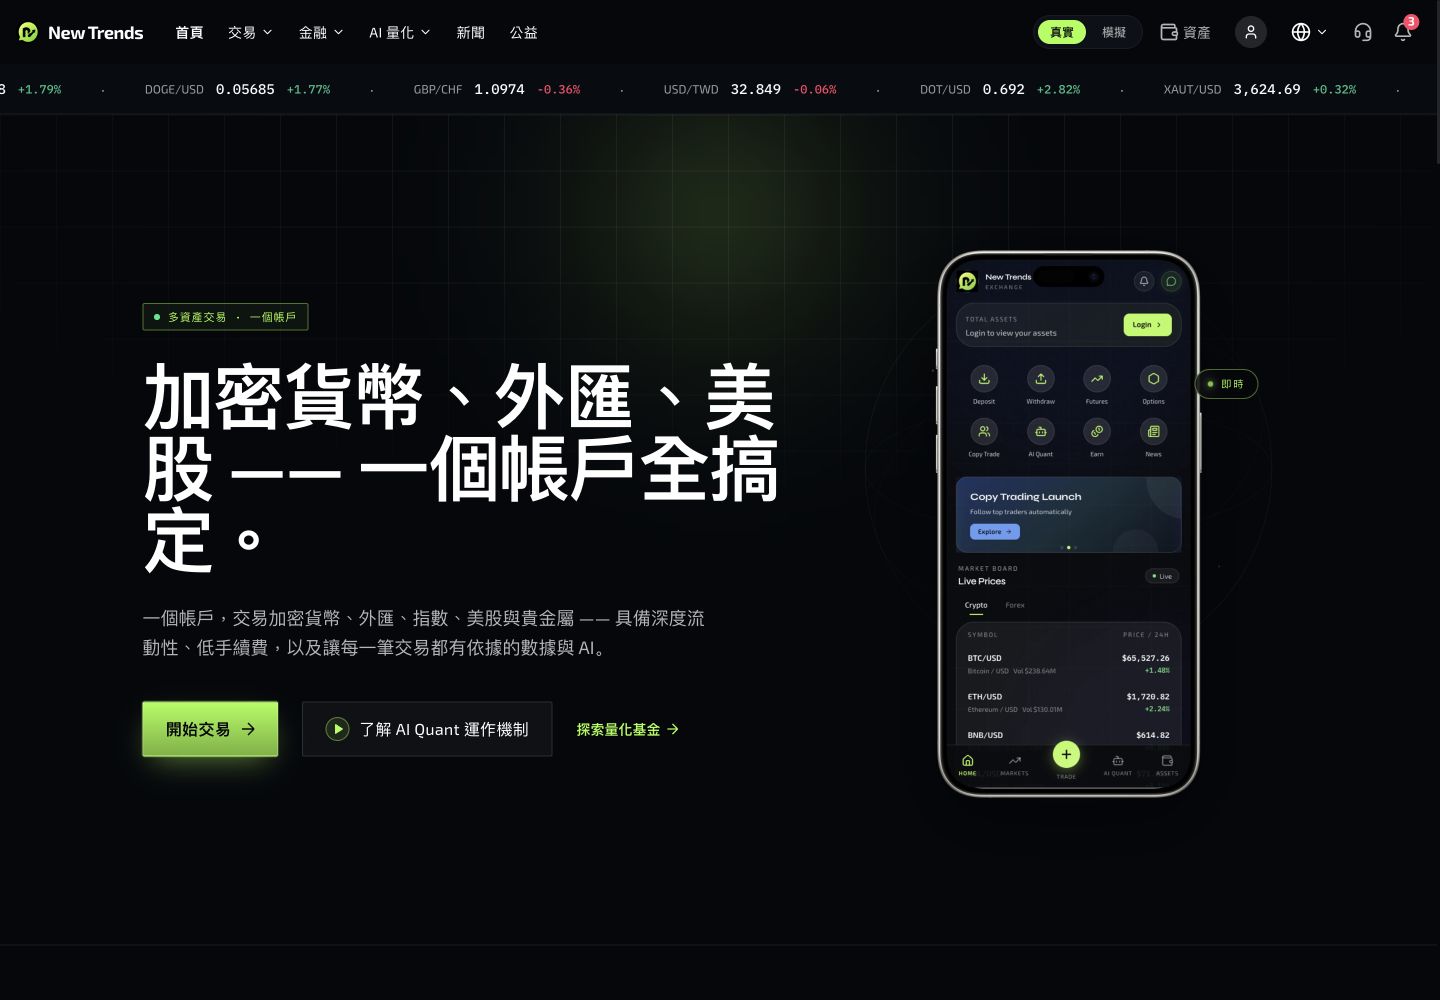 New Trends 首頁 交易 金融 AI 量化 新聞 公益 真實 模擬 資產 3
8 +1.79% · DOGE/USD 0.05685 +1.77% · GBP/CHF 1.0974 -0.36% · USD/TWD 32.849 -0.06% · DOT/USD 0.692 +2.82% · XAUT/USD 3,624.69 +0.32% ·
多資產交易 · 一個帳戶
加密貨幣、外匯、美
股 —— 一個帳戶全搞
定。
一個帳戶，交易加密貨幣、外匯、指數、美股與貴金屬 —— 具備深度流
動性、低手續費，以及讓每一筆交易都有依據的數據與 AI。
開始交易 → 了解 AI Quant 運作機制 探索量化基金 →
New Trends
EXCHANGE
TOTAL ASSETS
Login to view your assets
Login >
Deposit Withdraw Futures Options
Copy Trade AI Quant Earn News
即時
Copy Trading Launch
Follow top traders automatically
Explore →
MARKET BOARD
Live Prices
Live
Crypto Forex
SYMBOL PRICE / 24H
BTC/USD $65,527.26
Bitcoin / USD Vol $238.64M +1.48%
ETH/USD $1,720.82
Ethereum / USD Vol $130.01M +2.24%
BNB/USD $614.82
HOME MARKETS TRADE AI QUANT ASSETS